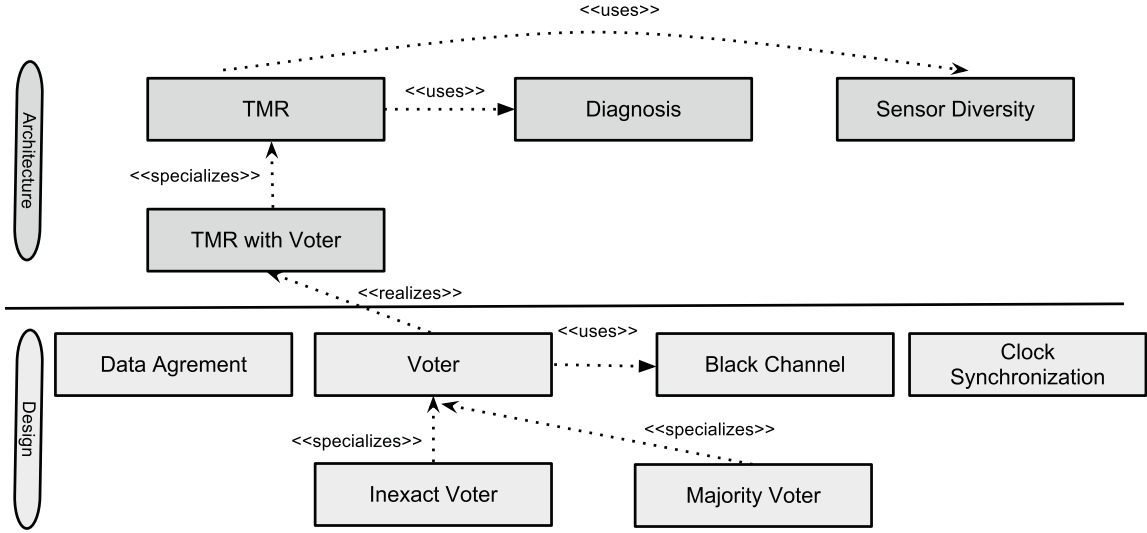 <<uses>>
Architecture
TMR
<<uses>>
Diagnosis
Sensor Diversity
<<specializes>>
TMR with Voter
<<realizes>>
Design
Data Agrement
Voter
<<uses>>
Black Channel
Clock
Synchronization
<<specializes>>
<<specializes>>
Inexact Voter
Majority Voter